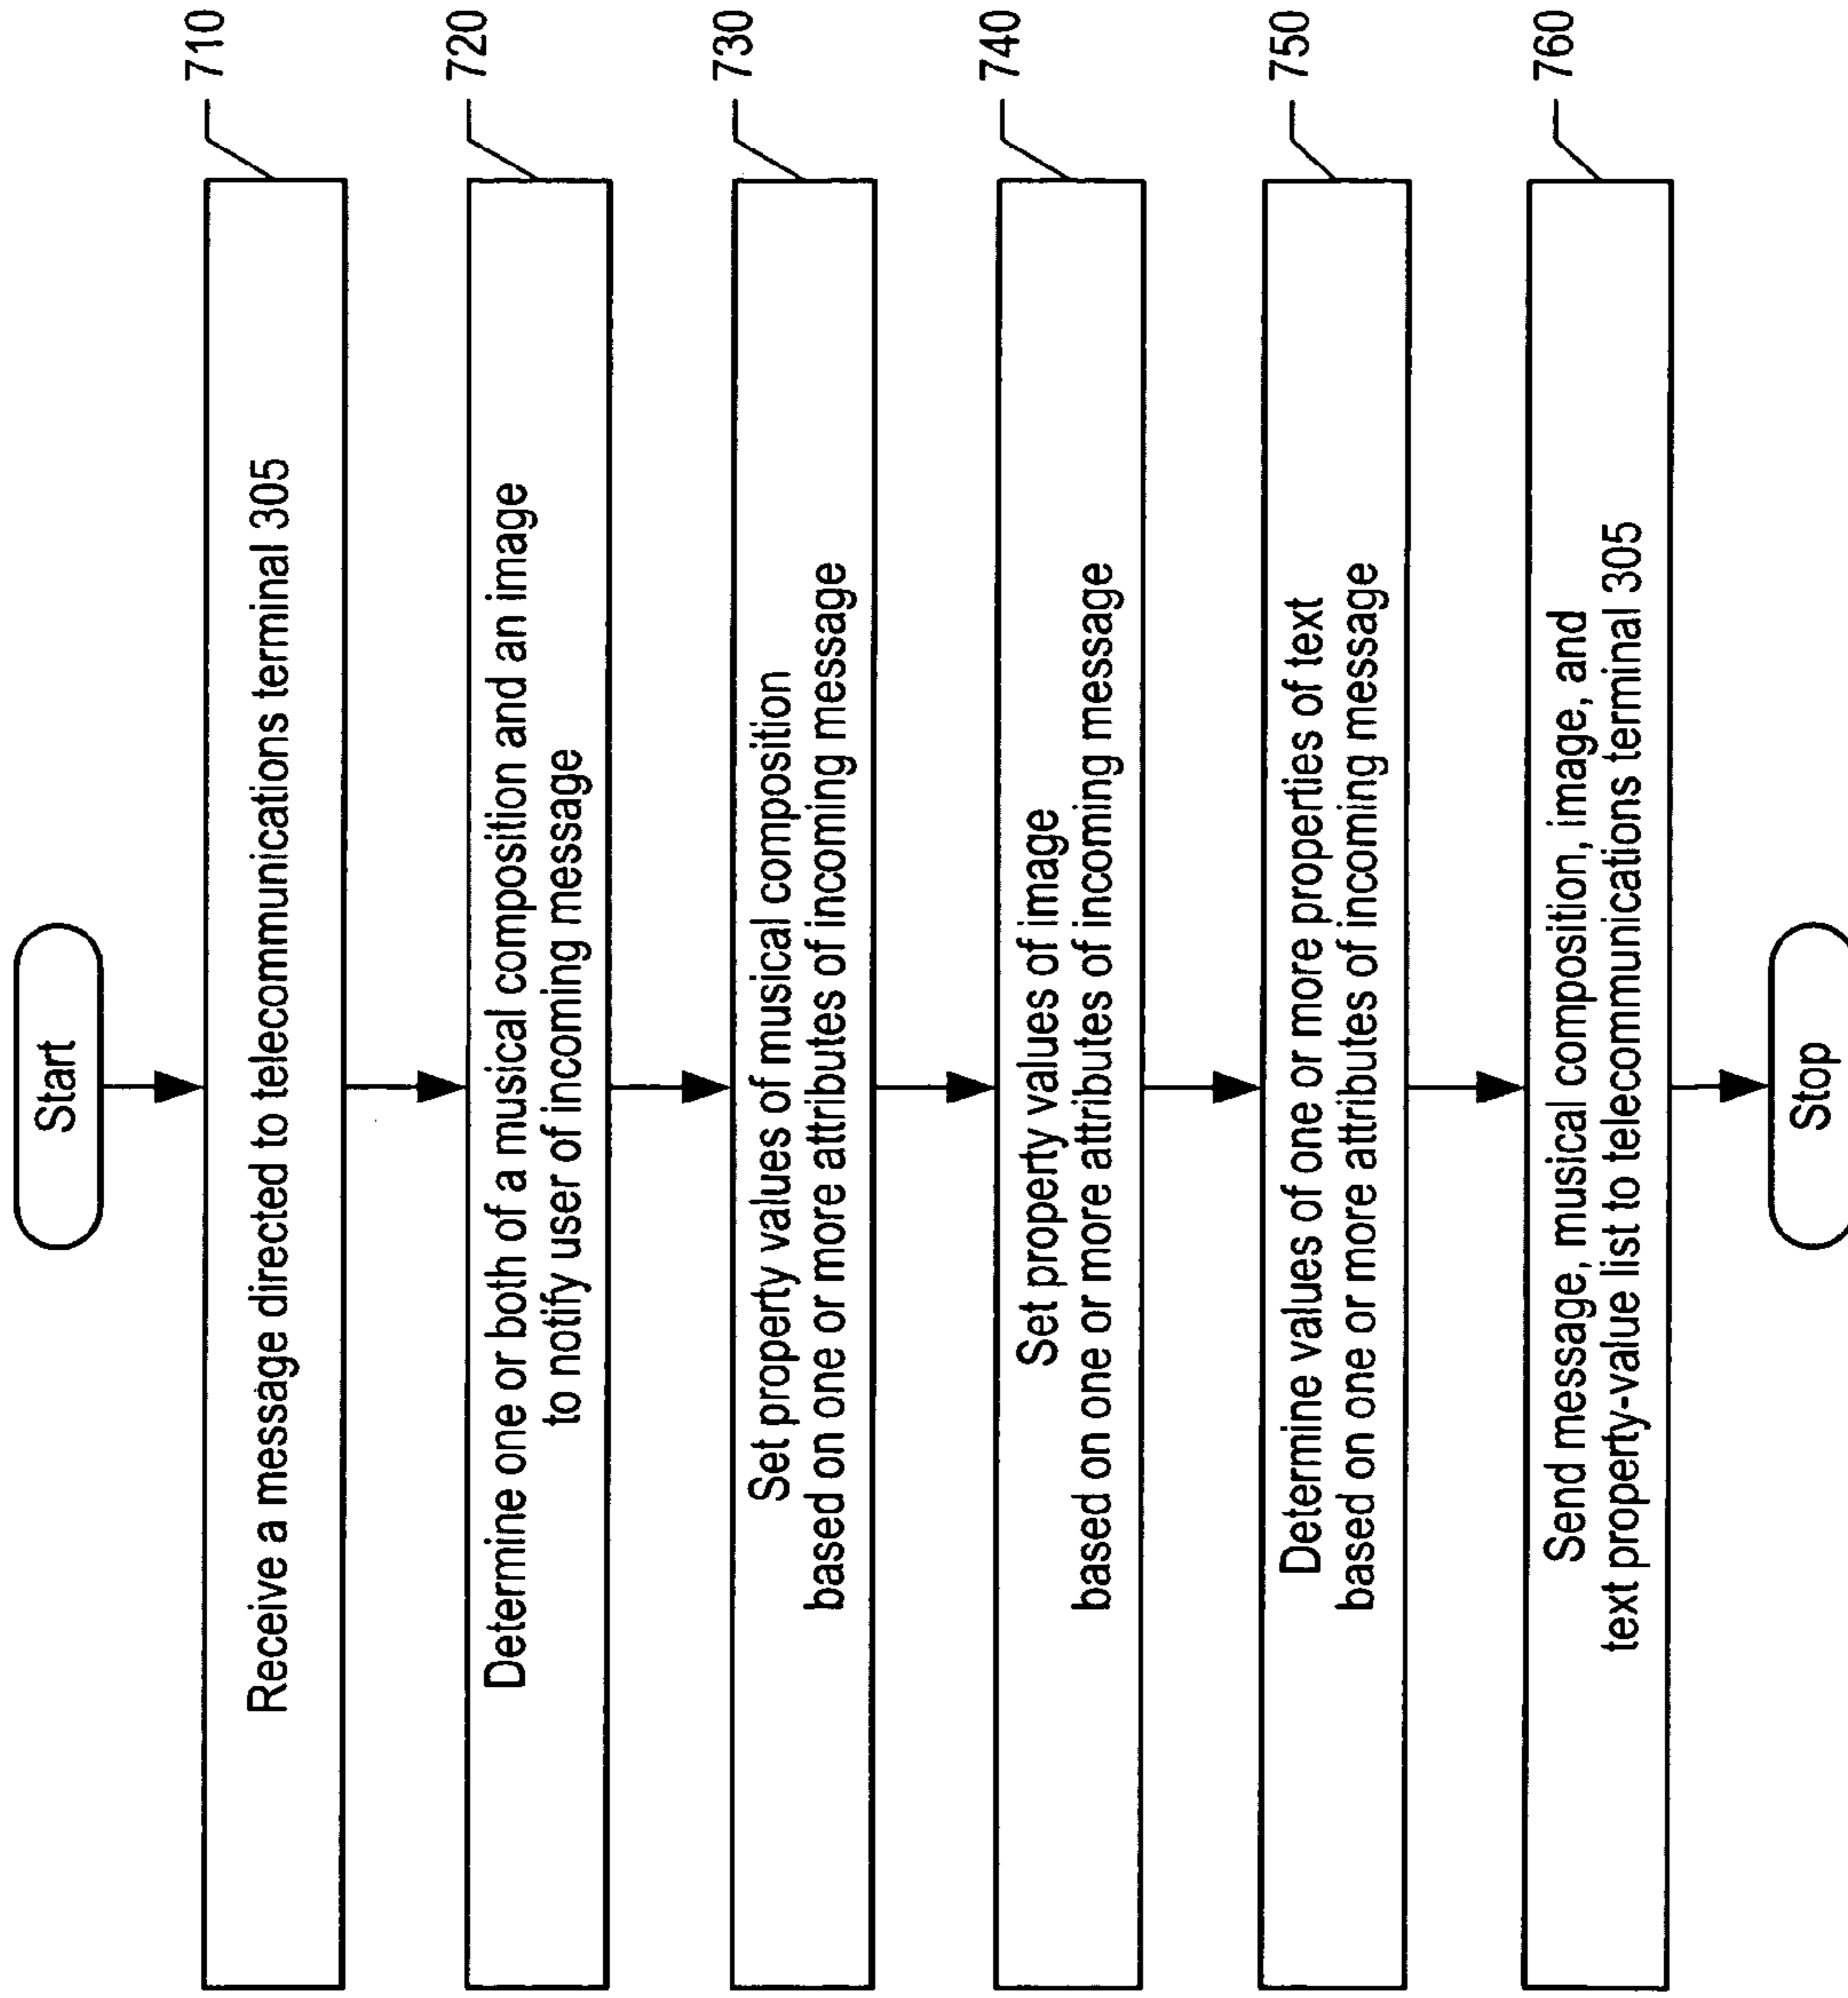 Start
710
Receive a message directed to telecommunications terminal 305
720
Determine one or both of a musical composition and an image
to notify user of incoming message
730
Set property values of musical composition
based on one or more attributes of incoming message
740
Set property values of image
based on one or more attributes of incoming message
750
Determine values of one or more properties of text
based on one or more attributes of incoming message
760
Send message, musical composition, image, and
text property-value list to telecommunications terminal 305
Stop